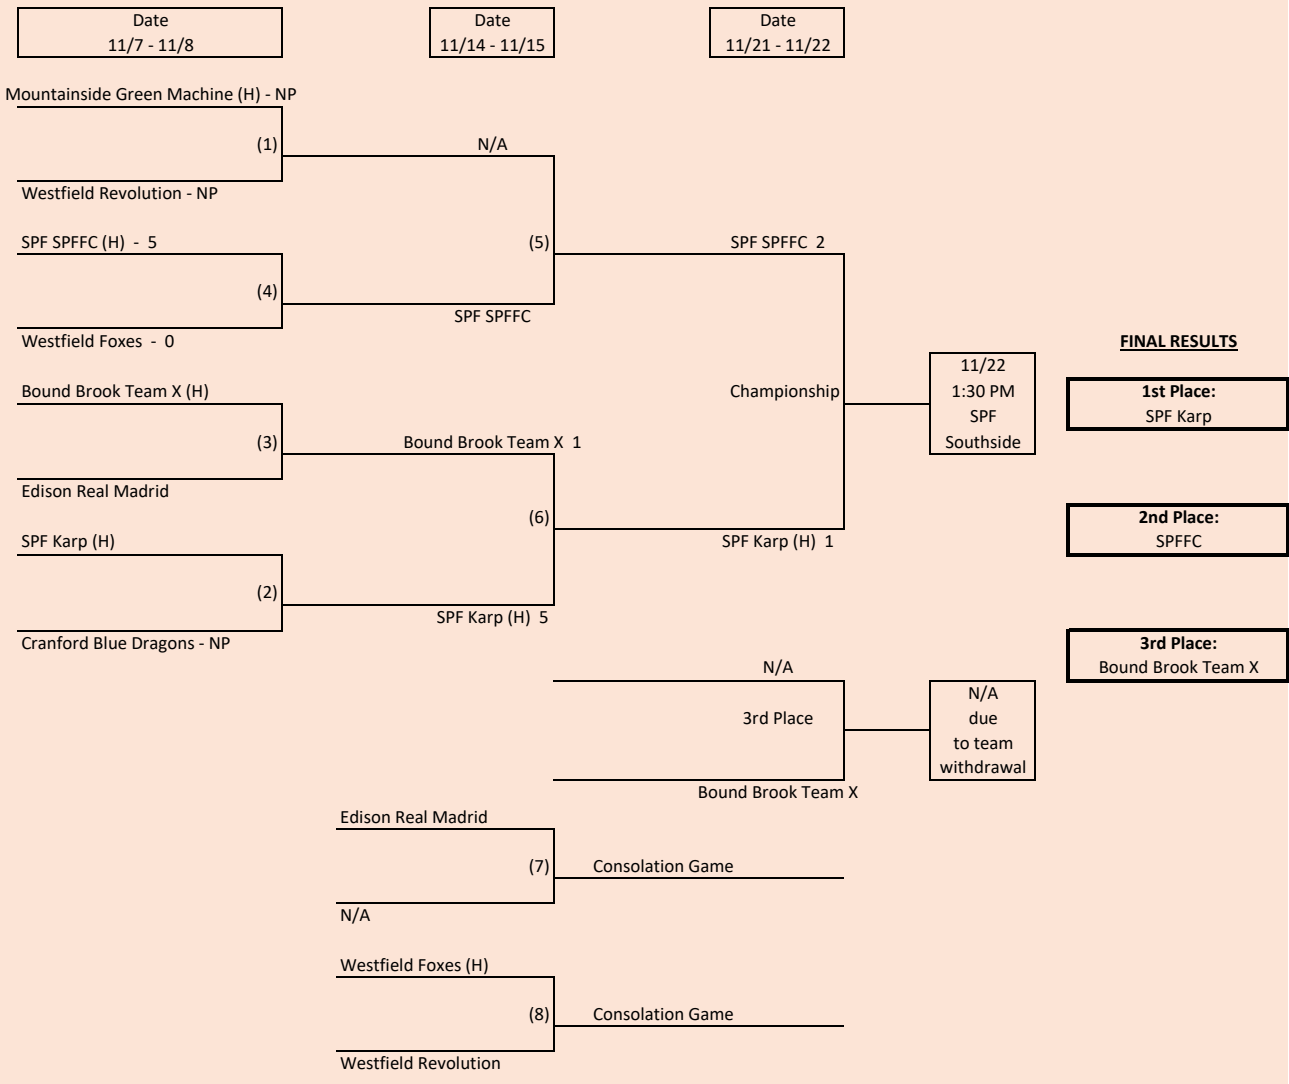 Date
11/7 - 11/8
Date
11/14 - 11/15
Date
11/21 - 11/22
Mountainside Green Machine (H) - NP
(1)
N/A
Westfield Revolution - NP
SPF SPFFC (H)  -  5
(5)
SPF SPFFC  2
(4)
SPF SPFFC
Westfield Foxes  -  0
FINAL RESULTS
11/22
1:30 PM
SPF
Southside
Bound Brook Team X (H)
Championship
1st Place:
SPF Karp
(3)
Bound Brook Team X  1
Edison Real Madrid
(6)
2nd Place:
SPFFC
SPF Karp (H)
SPF Karp (H)  1
(2)
SPF Karp (H)  5
Cranford Blue Dragons - NP
3rd Place:
Bound Brook Team X
N/A
3rd Place
N/A
due
to team
withdrawal
Bound Brook Team X
Edison Real Madrid
(7)
Consolation Game
N/A
Westfield Foxes (H)
(8)
Consolation Game
Westfield Revolution